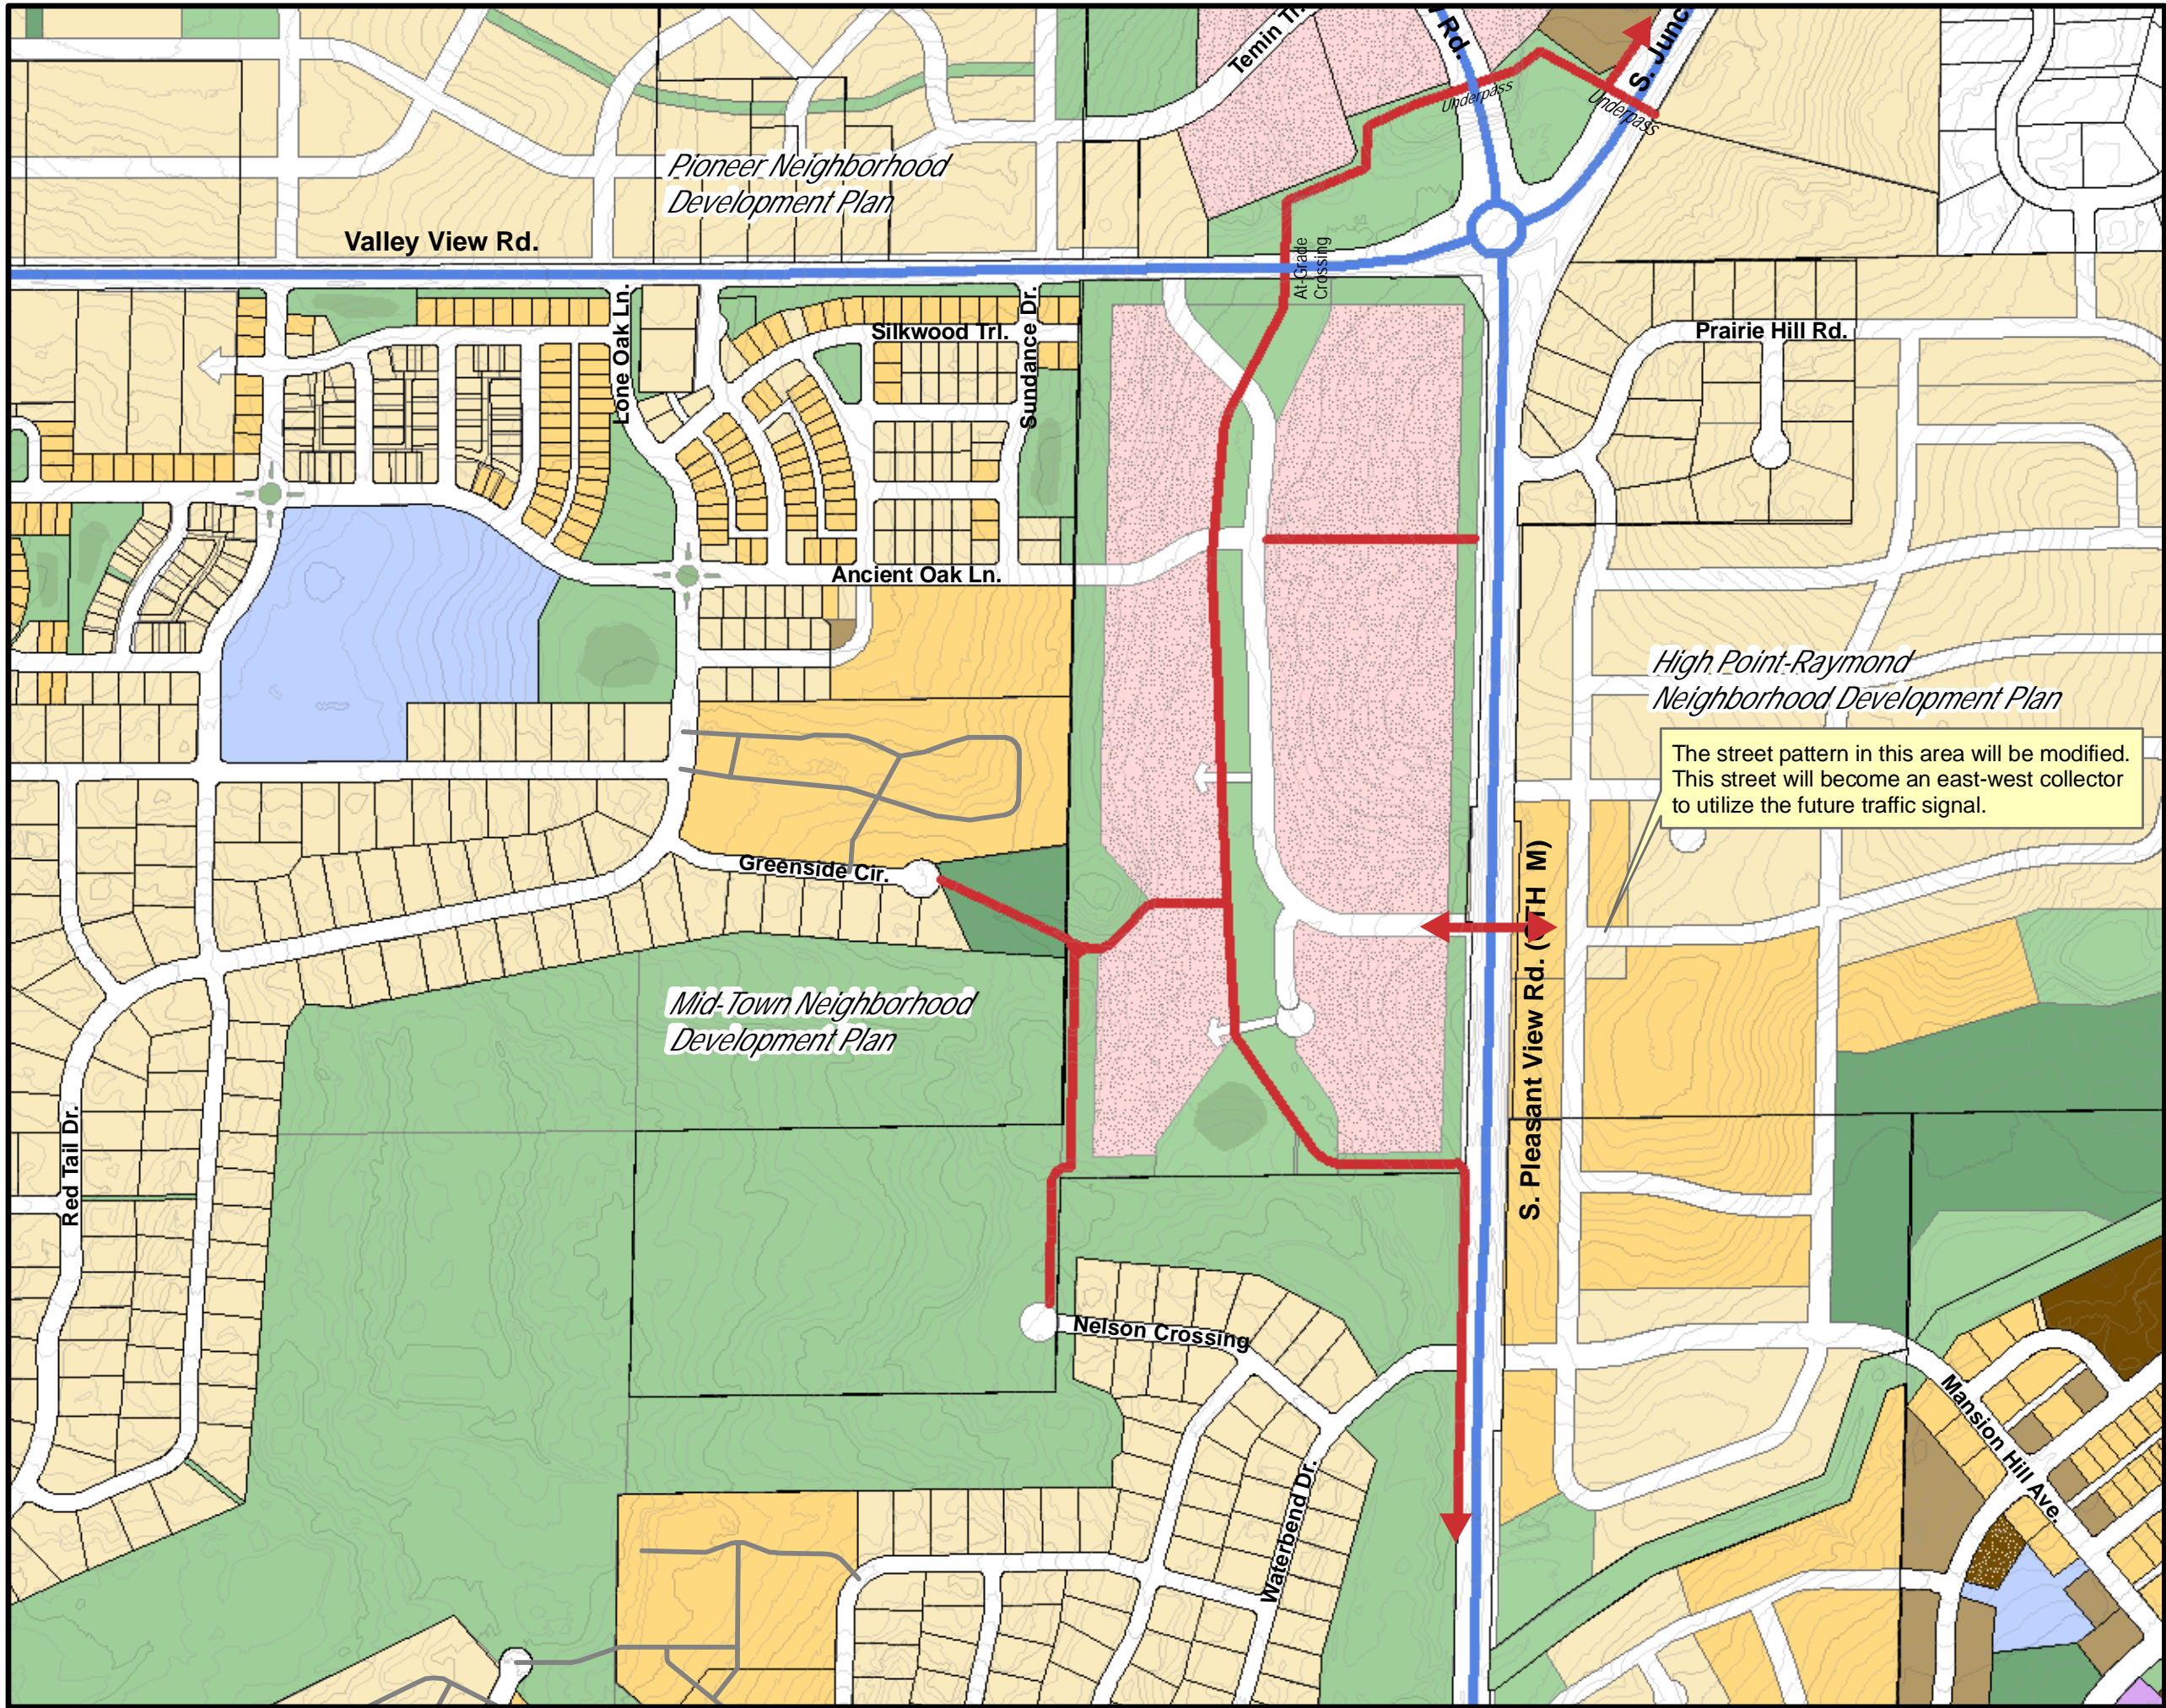 Temin Tr.
Rd.
S. Junc
Underpass
Underpass
Pioneer Neighborhood
Development Plan
Valley View Rd.
At-Grade
Crossing
Lone Oak Ln.
Silkwood Trl.
Sundance Dr.
Prairie Hill Rd.
Ancient Oak Ln.
High Point-Raymond
Neighborhood Development Plan
The street pattern in this area will be modified.
This street will become an east-west collector
to utilize the future traffic signal.
Greenside Cir.
S. Pleasant View Rd. (CTH M)
Mid-Town Neighborhood
Development Plan
Red Tail Dr.
Nelson Crossing
Mansion Hill Ave.
Waterbend Dr.